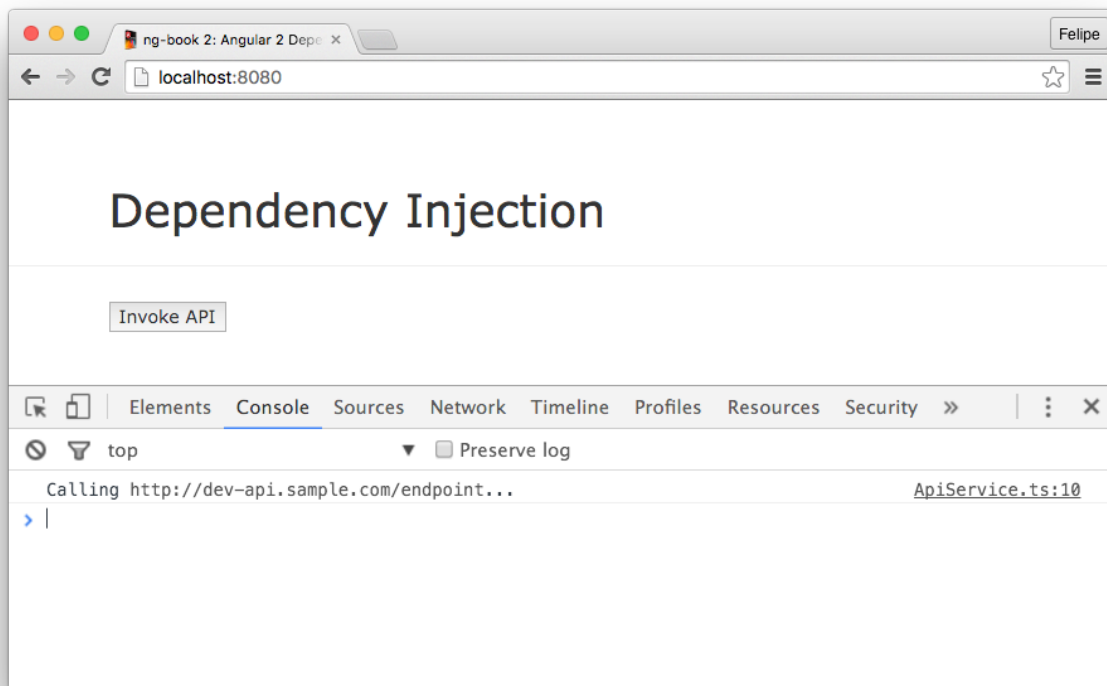 ng-book 2: Angular 2 Depe
Felipe
localhost:8080
Dependency Injection
Invoke API
Elements Console Sources Network Timeline Profiles Resources Security »
top Preserve log
Calling http://dev-api.sample.com/endpoint... ApiService.ts:10